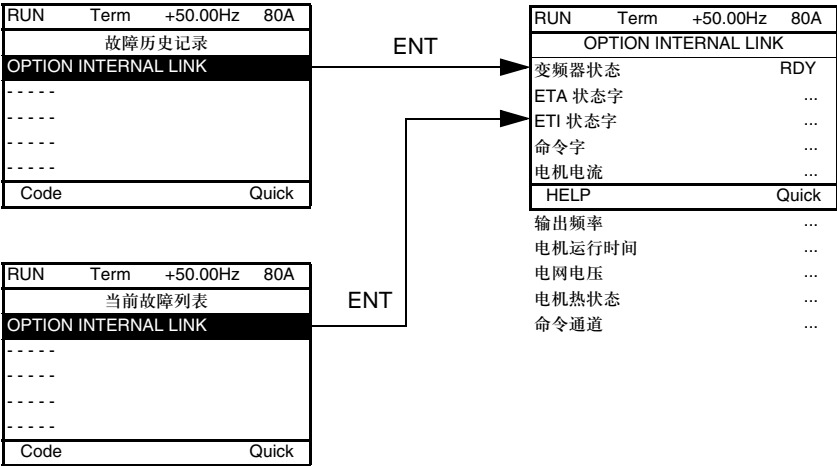 RUN Term +50.00Hz 80A
故障历史记录
OPTION INTERNAL LINK
- - - - -
- - - - -
- - - - -
- - - - -
Code Quick
ENT
RUN Term +50.00Hz 80A
当前故障列表
OPTION INTERNAL LINK
- - - - -
- - - - -
- - - - -
- - - - -
Code Quick
ENT
RUN Term +50.00Hz 80A
OPTION INTERNAL LINK
变频器状态 RDY
ETA 状态字 ...
ETI 状态字 ...
命令字 ...
电机电流 ...
HELP Quick
输出频率 ...
电机运行时间 ...
电网电压 ...
电机热状态 ...
命令通道 ...